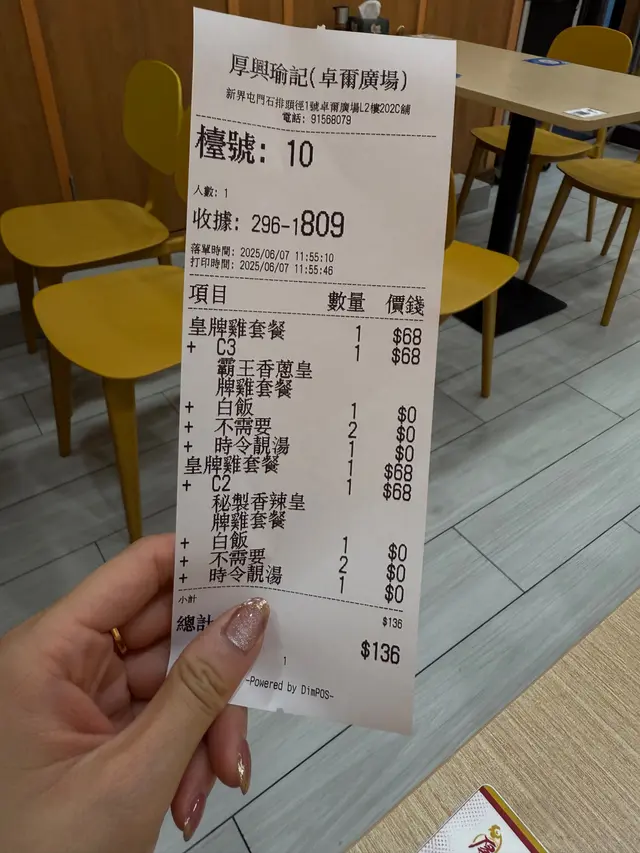 厚興瑜記(卓爾廣場)
新界屯門石排頭徑1號卓爾廣場L2樓202C舖
電話: 91568079
檯號: 10
人數: 1
收據: 296-1809
落單時間: 2025/06/07 11:55:10
打印時間: 2025/06/07 11:55:46
項目 數量 價錢
皇牌雞套餐 1 $68
+ C3 1 $68
霸王香蔥皇
牌雞套餐
+ 白飯 1 $0
+ 不需要 2 $0
+ 時令靚湯 1 $0
皇牌雞套餐 1 $68
+ C2 1 $68
秘製香辣皇
牌雞套餐
+ 白飯 1 $0
+ 不需要 2 $0
+ 時令靚湯 1 $0
小計 $136
總計 $136
1
-Powered by DimPOS-